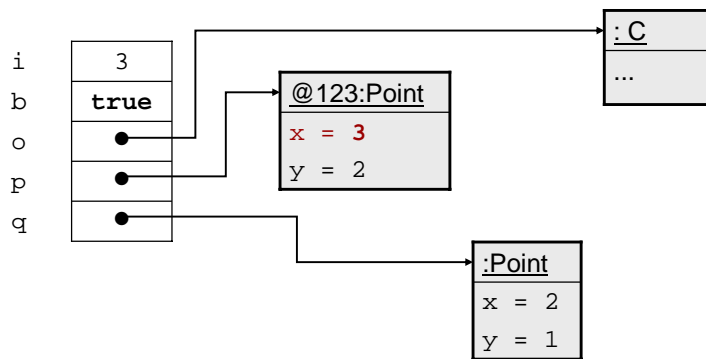 i 3
b true
o
p
q
@123:Point
x = 3
y = 2
: C
...
:Point
x = 2
y = 1